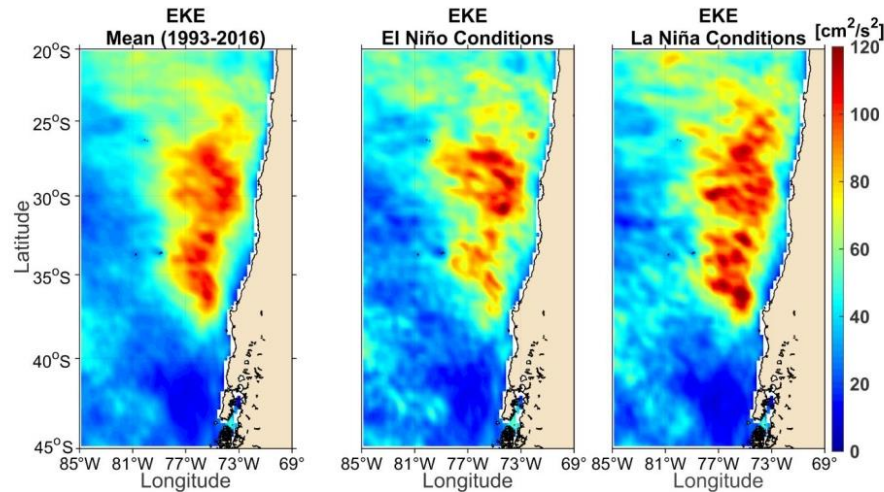 EKE
Mean (1993-2016)
EKE
El Niño Conditions
EKE
La Niña Conditions
[cm²/s²]
20°S
25°S
30°S
35°S
40°S
45°S
Latitude
85°W 81°W 77°W 73°W 69°W
Longitude
85°W 81°W 77°W 73°W 69°W
Longitude
85°W 81°W 77°W 73°W 69°W
Longitude
120
100
80
60
40
20
0